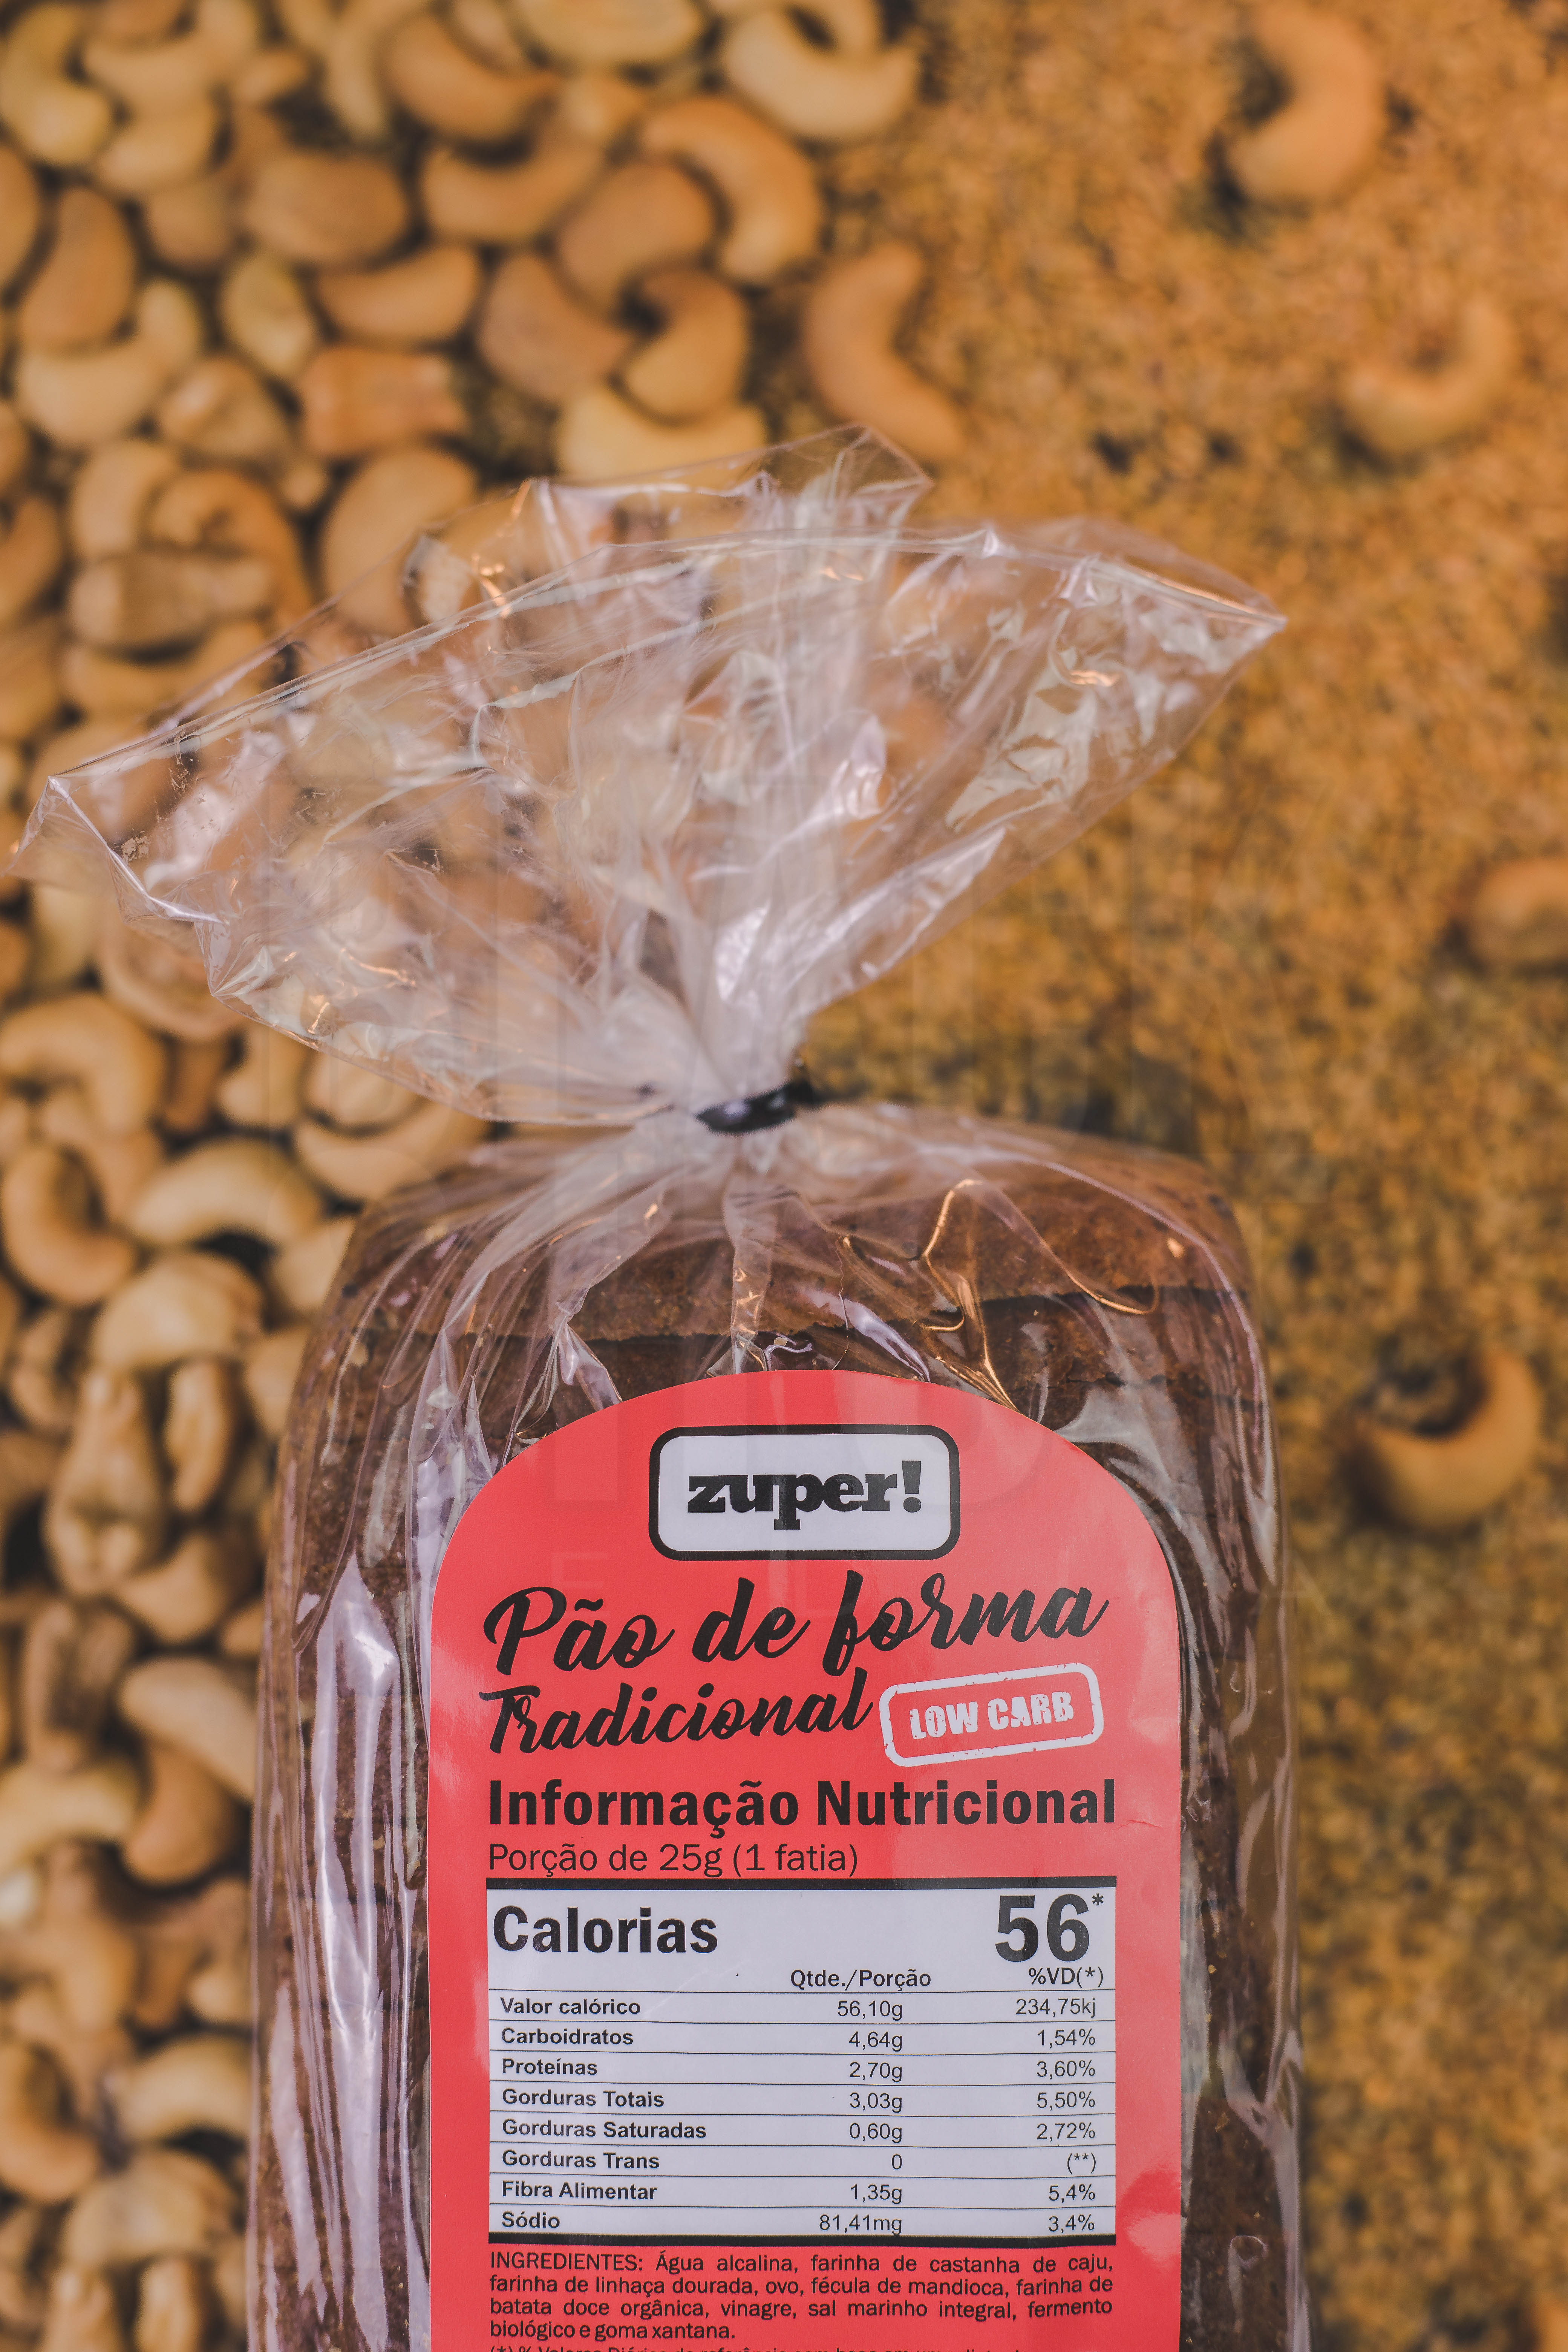 zuper!
Pão de forma
Tradicional LOW CARB
Informação Nutricional
Porção de 25g (1 fatia)
Calorias 56*
Qtde./Porção %VD(*)
Valor calórico 56,10g 234,75kj
Carboidratos 4,64g 1,54%
Proteínas 2,70g 3,60%
Gorduras Totais 3,03g 5,50%
Gorduras Saturadas 0,60g 2,72%
Gorduras Trans 0 (**)
Fibra Alimentar 1,35g 5,4%
Sódio 81,41mg 3,4%
INGREDIENTES: Água alcalina, farinha de castanha de caju,
farinha de linhaça dourada, ovo, fécula de mandioca, farinha de
batata doce orgânica, vinagre, sal marinho integral, fermento
biológico e goma xantana.